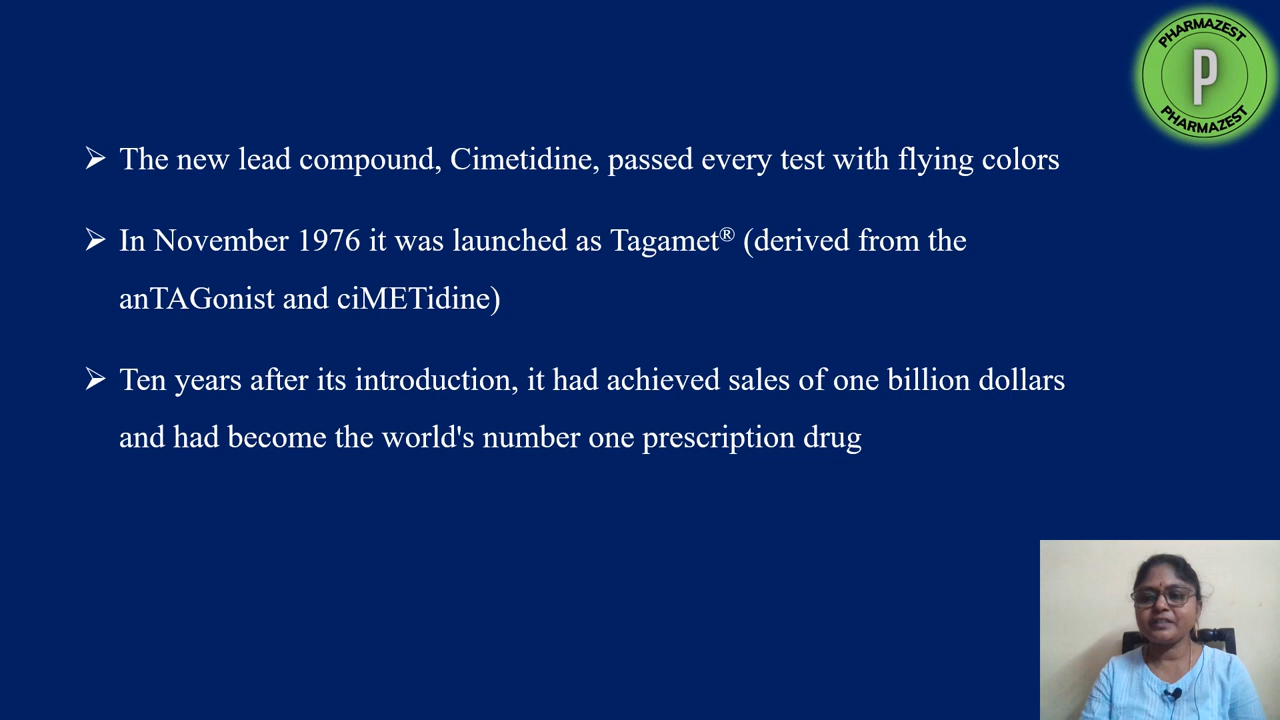 PHARMAZEST
P
PHARMAZEST
➢ The new lead compound, Cimetidine, passed every test with flying colors
➢ In November 1976 it was launched as Tagamet® (derived from the
anTAGonist and ciMETidine)
➢ Ten years after its introduction, it had achieved sales of one billion dollars
and had become the world's number one prescription drug